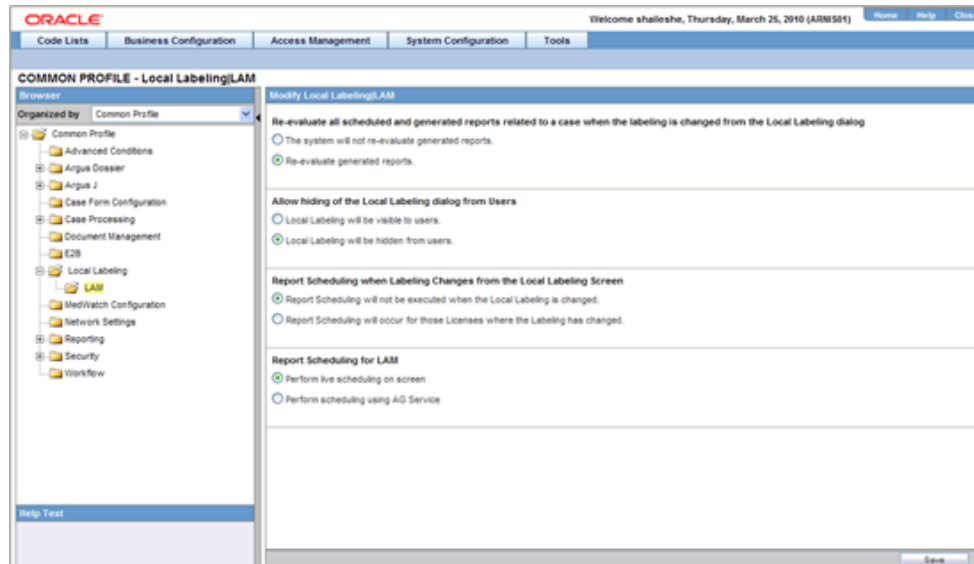 ORACLE
Welcome shaileshe, Thursday, March 25, 2010 (ARMIS01)
Home Help Clos
Code Lists Business Configuration Access Management System Configuration Tools
COMMON PROFILE - Local Labeling|LAM
Browser
Organized by Common Profile
Common Profile
Advanced Conditions
Argus Dossier
Argus J
Case Form Configuration
Case Processing
Document Management
E2B
Local Labeling
LAM
MedWatch Configuration
Network Settings
Reporting
Security
Workflow
Help Text
Modify Local Labeling|LAM
Re-evaluate all scheduled and generated reports related to a case when the labeling is changed from the Local Labeling dialog
The system will not re-evaluate generated reports.
Re-evaluate generated reports.
Allow hiding of the Local Labeling dialog from Users
Local Labeling will be visible to users.
Local Labeling will be hidden from users.
Report Scheduling when Labeling Changes from the Local Labeling Screen
Report Scheduling will not be executed when the Local Labeling is changed.
Report Scheduling will occur for those Licenses where the Labeling has changed.
Report Scheduling for LAM
Perform live scheduling on screen
Perform scheduling using AG Service
Save